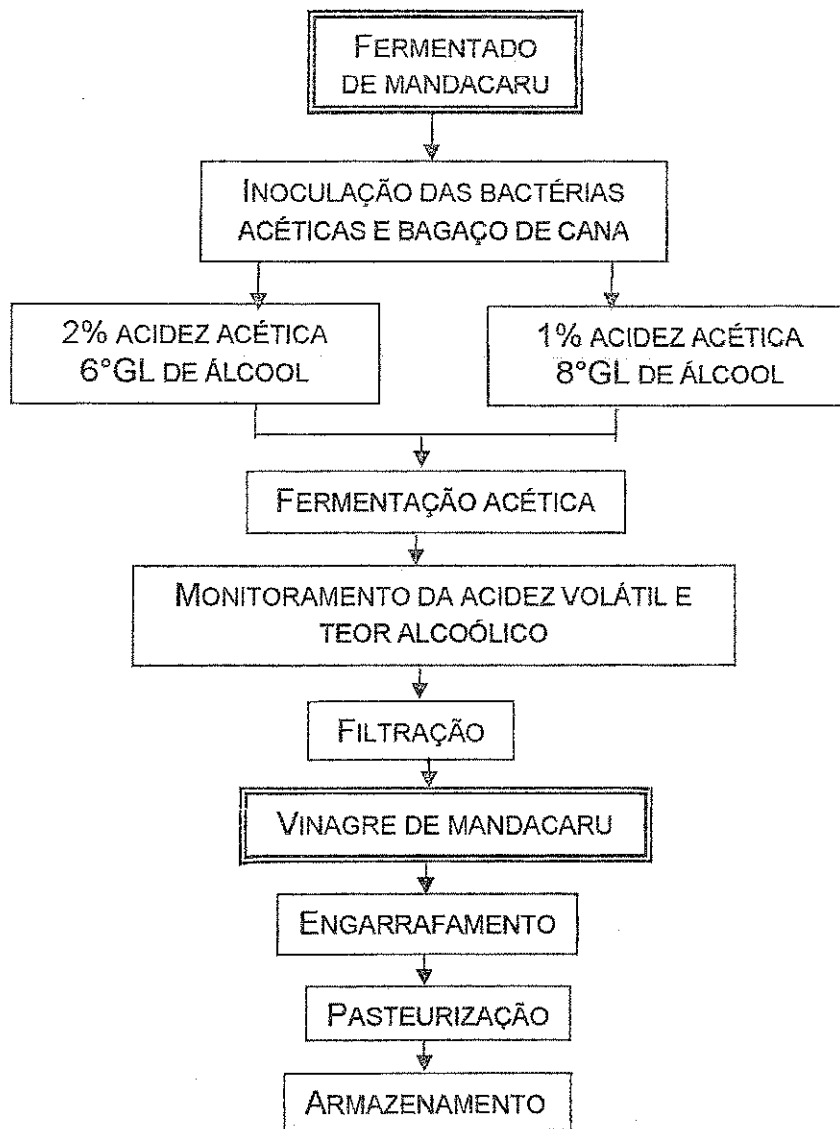 FERMENTADO
DE MANDACARU
INOCULAÇÃO DAS BACTÉRIAS
ACÉTICAS E BAGAÇO DE CANA
2% ACIDEZ ACÉTICA
6°GL DE ÁLCOOL
1% ACIDEZ ACÉTICA
8°GL DE ÁLCOOL
FERMENTAÇÃO ACÉTICA
MONITORAMENTO DA ACIDEZ VOLÁTIL E
TEOR ALCOÓLICO
FILTRAÇÃO
VINAGRE DE MANDACARU
ENGARRAFAMENTO
PASTEURIZAÇÃO
ARMAZENAMENTO